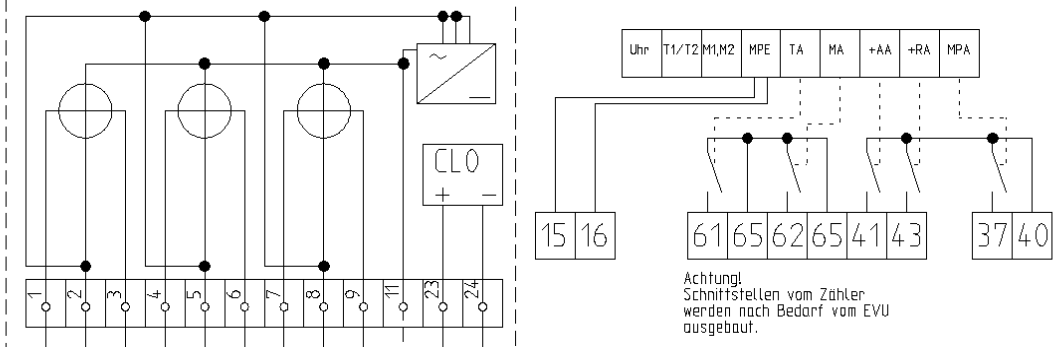 Uhr T1/T2 M1,M2 MPE TA MA +AA +RA MPA
~
CLO
+ −
15 16 61 65 62 65 41 43 37 40
1 2 3 4 5 6 7 8 9 11 23 24
Achtung!
Schnittstellen vom Zähler
werden nach Bedarf vom EVU
ausgebaut.